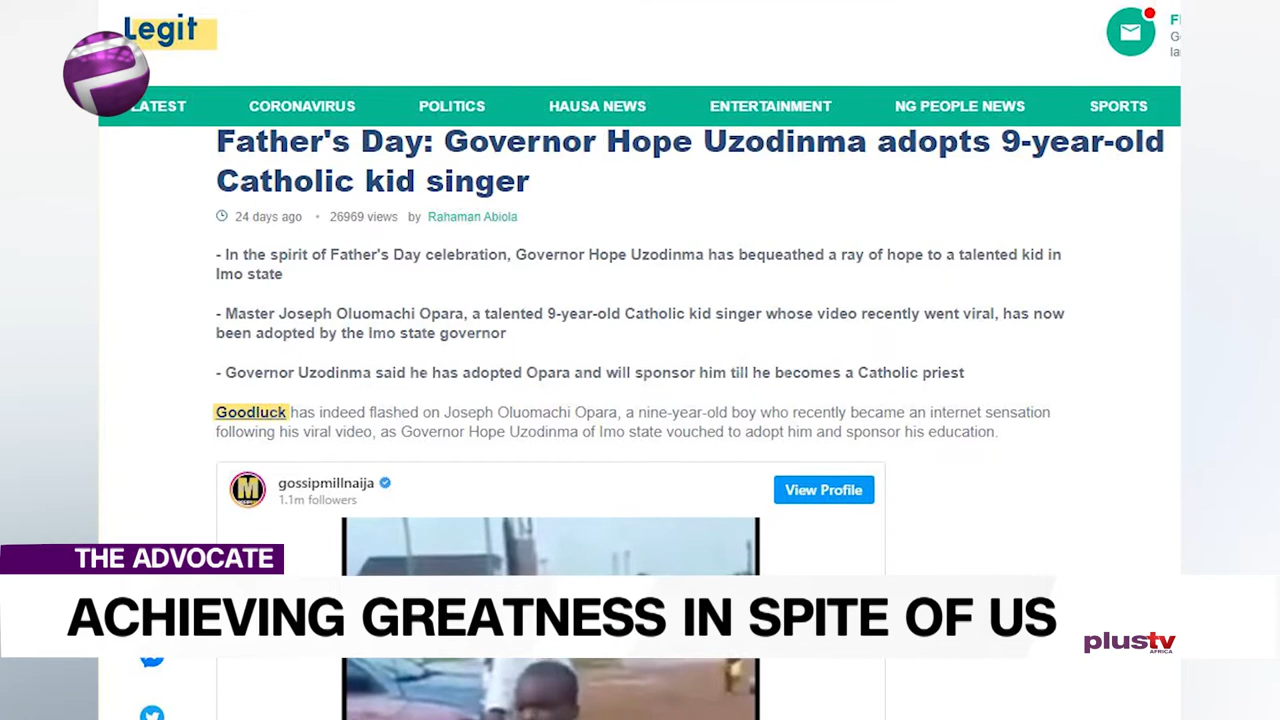 Legit
LATEST CORONAVIRUS POLITICS HAUSA NEWS ENTERTAINMENT NG PEOPLE NEWS SPORTS
Father's Day: Governor Hope Uzodinma adopts 9-year-old
Catholic kid singer
24 days ago • 26969 views by Rahaman Abiola
- In the spirit of Father's Day celebration, Governor Hope Uzodinma has bequeathed a ray of hope to a talented kid in
Imo state
- Master Joseph Oluomachi Opara, a talented 9-year-old Catholic kid singer whose video recently went viral, has now
been adopted by the Imo state governor
- Governor Uzodinma said he has adopted Opara and will sponsor him till he becomes a Catholic priest
Goodluck has indeed flashed on Joseph Oluomachi Opara, a nine-year-old boy who recently became an internet sensation
following his viral video, as Governor Hope Uzodinma of Imo state vouched to adopt him and sponsor his education.
gossipmillnaija
1.1m followers
View Profile
THE ADVOCATE
ACHIEVING GREATNESS IN SPITE OF US
plustv
AFRICA